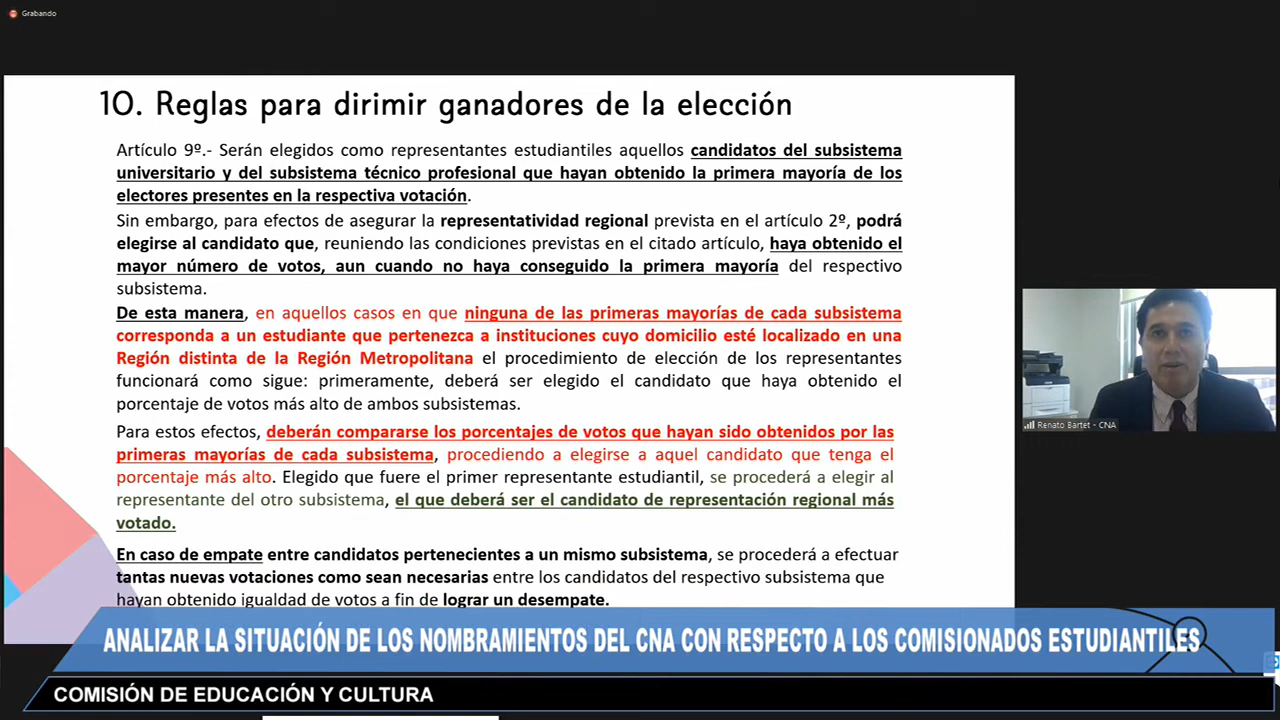 Grabando
10. Reglas para dirimir ganadores de la elección
Artículo 9º.- Serán elegidos como representantes estudiantiles aquellos candidatos del subsistema
universitario y del subsistema técnico profesional que hayan obtenido la primera mayoría de los
electores presentes en la respectiva votación.
Sin embargo, para efectos de asegurar la representatividad regional prevista en el artículo 2º, podrá
elegirse al candidato que, reuniendo las condiciones previstas en el citado artículo, haya obtenido el
mayor número de votos, aun cuando no haya conseguido la primera mayoría del respectivo
subsistema.
De esta manera, en aquellos casos en que ninguna de las primeras mayorías de cada subsistema
corresponda a un estudiante que pertenezca a instituciones cuyo domicilio esté localizado en una
Región distinta de la Región Metropolitana el procedimiento de elección de los representantes
funcionará como sigue: primeramente, deberá ser elegido el candidato que haya obtenido el
porcentaje de votos más alto de ambos subsistemas.
Para estos efectos, deberán compararse los porcentajes de votos que hayan sido obtenidos por las
primeras mayorías de cada subsistema, procediendo a elegirse a aquel candidato que tenga el
porcentaje más alto. Elegido que fuere el primer representante estudiantil, se procederá a elegir al
representante del otro subsistema, el que deberá ser el candidato de representación regional más
votado.
En caso de empate entre candidatos pertenecientes a un mismo subsistema, se procederá a efectuar
tantas nuevas votaciones como sean necesarias entre los candidatos del respectivo subsistema que
hayan obtenido igualdad de votos a fin de lograr un desempate.
Renato Bartet - CNA
ANALIZAR LA SITUACIÓN DE LOS NOMBRAMIENTOS DEL CNA CON RESPECTO A LOS COMISIONADOS ESTUDIANTILES
COMISIÓN DE EDUCACIÓN Y CULTURA